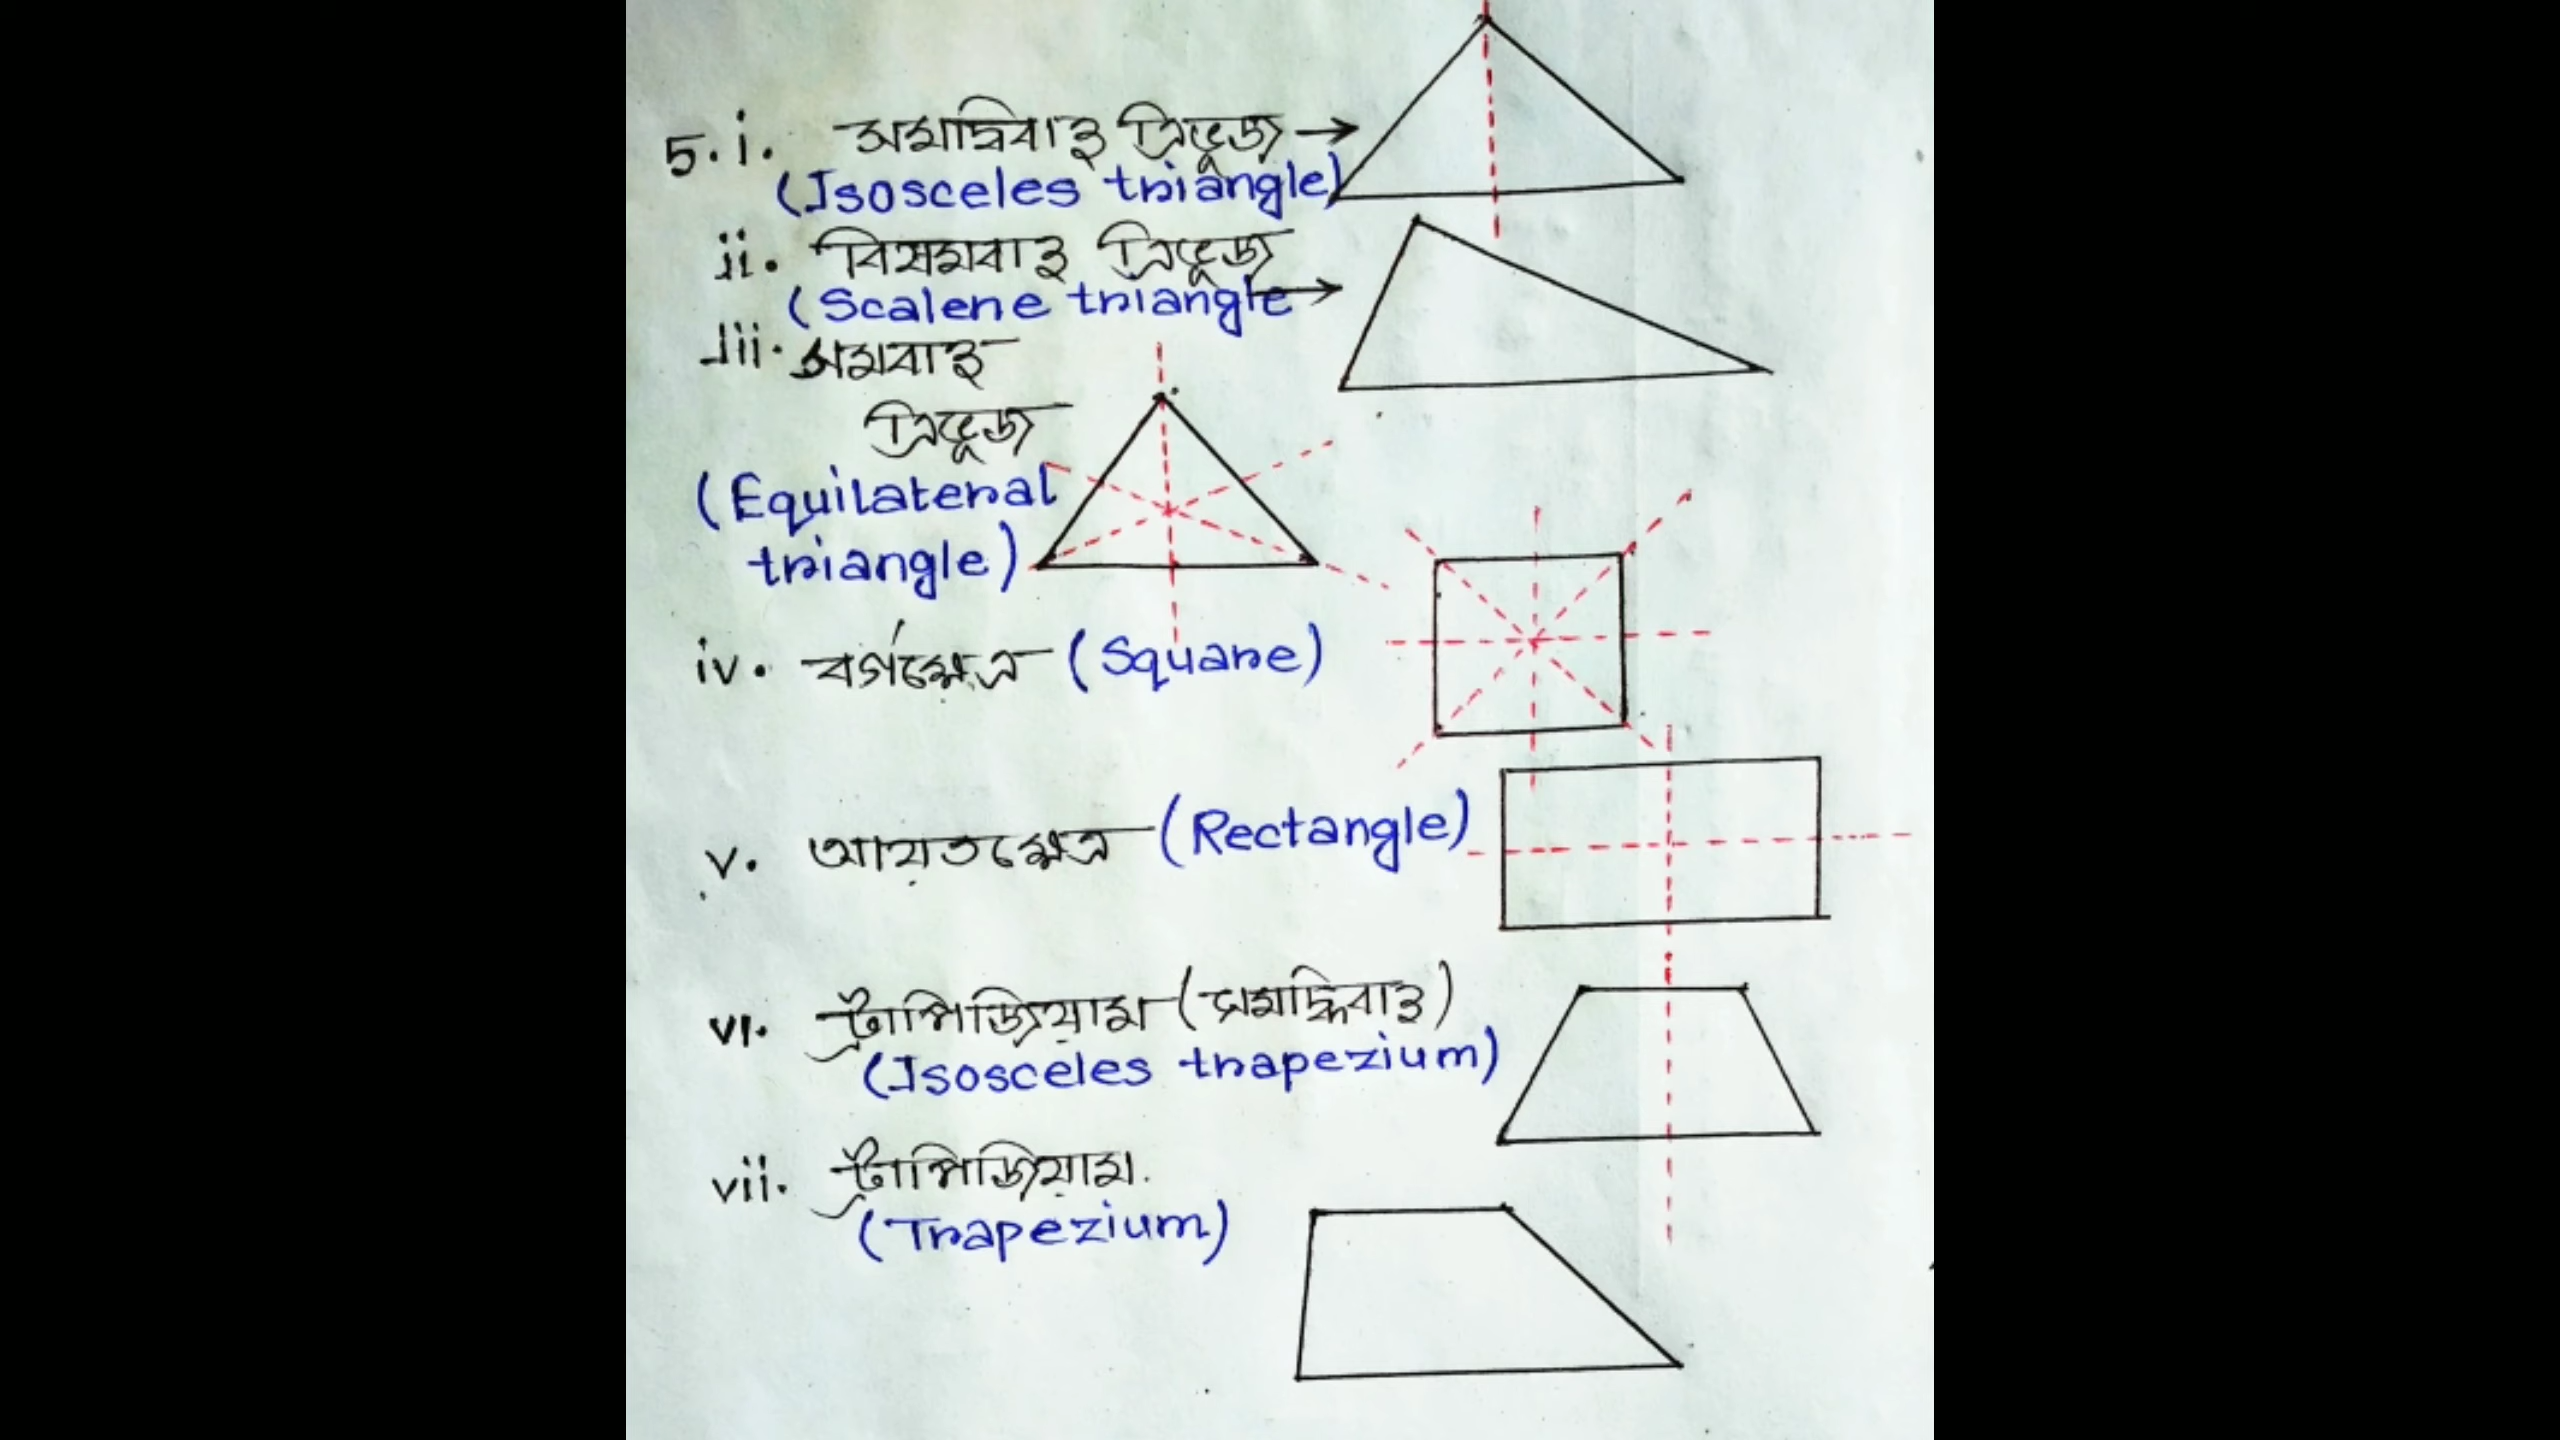 5. i. সমদ্বিবাহু ত্রিভূজ →
(Isosceles triangle)
ii. বিষমবাহু ত্রিভূজ
(Scalene triangle →
iii. সমবাহু
ত্রিভূজ
(Equilateral
triangle)
iv. বর্গক্ষেত্র (Square)
v. আয়তক্ষেত্র (Rectangle)
vi. ট্রাপিজিয়াম (সমদ্বিবাহু)
(Isosceles trapezium)
vii. ট্রাপিজিয়াম.
(Trapezium)